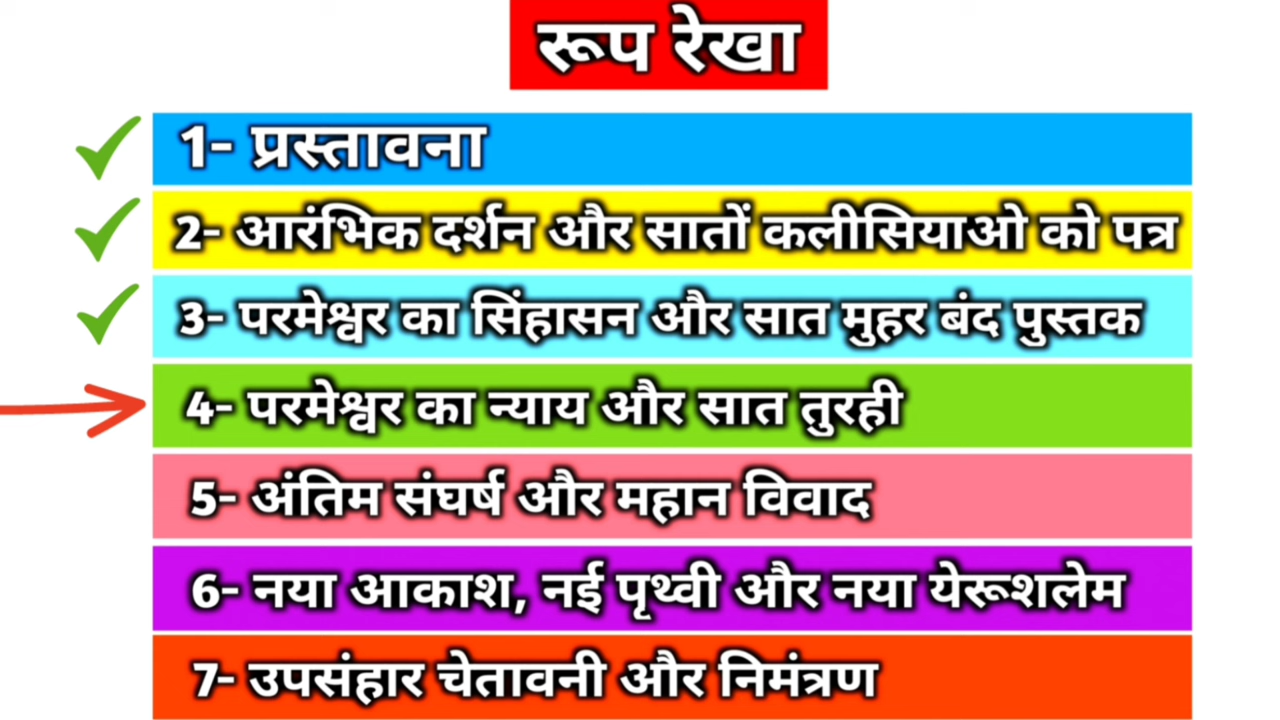 रूप रेखा
1- प्रस्तावना
2- आरंभिक दर्शन और सातों कलीसियाओ को पत्र
3- परमेश्वर का सिंहासन और सात मुहर बंद पुस्तक
4- परमेश्वर का न्याय और सात तुरही
5- अंतिम संघर्ष और महान विवाद
6- नया आकाश, नई पृथ्वी और नया येरूशलेम
7- उपसंहार चेतावनी और निमंत्रण